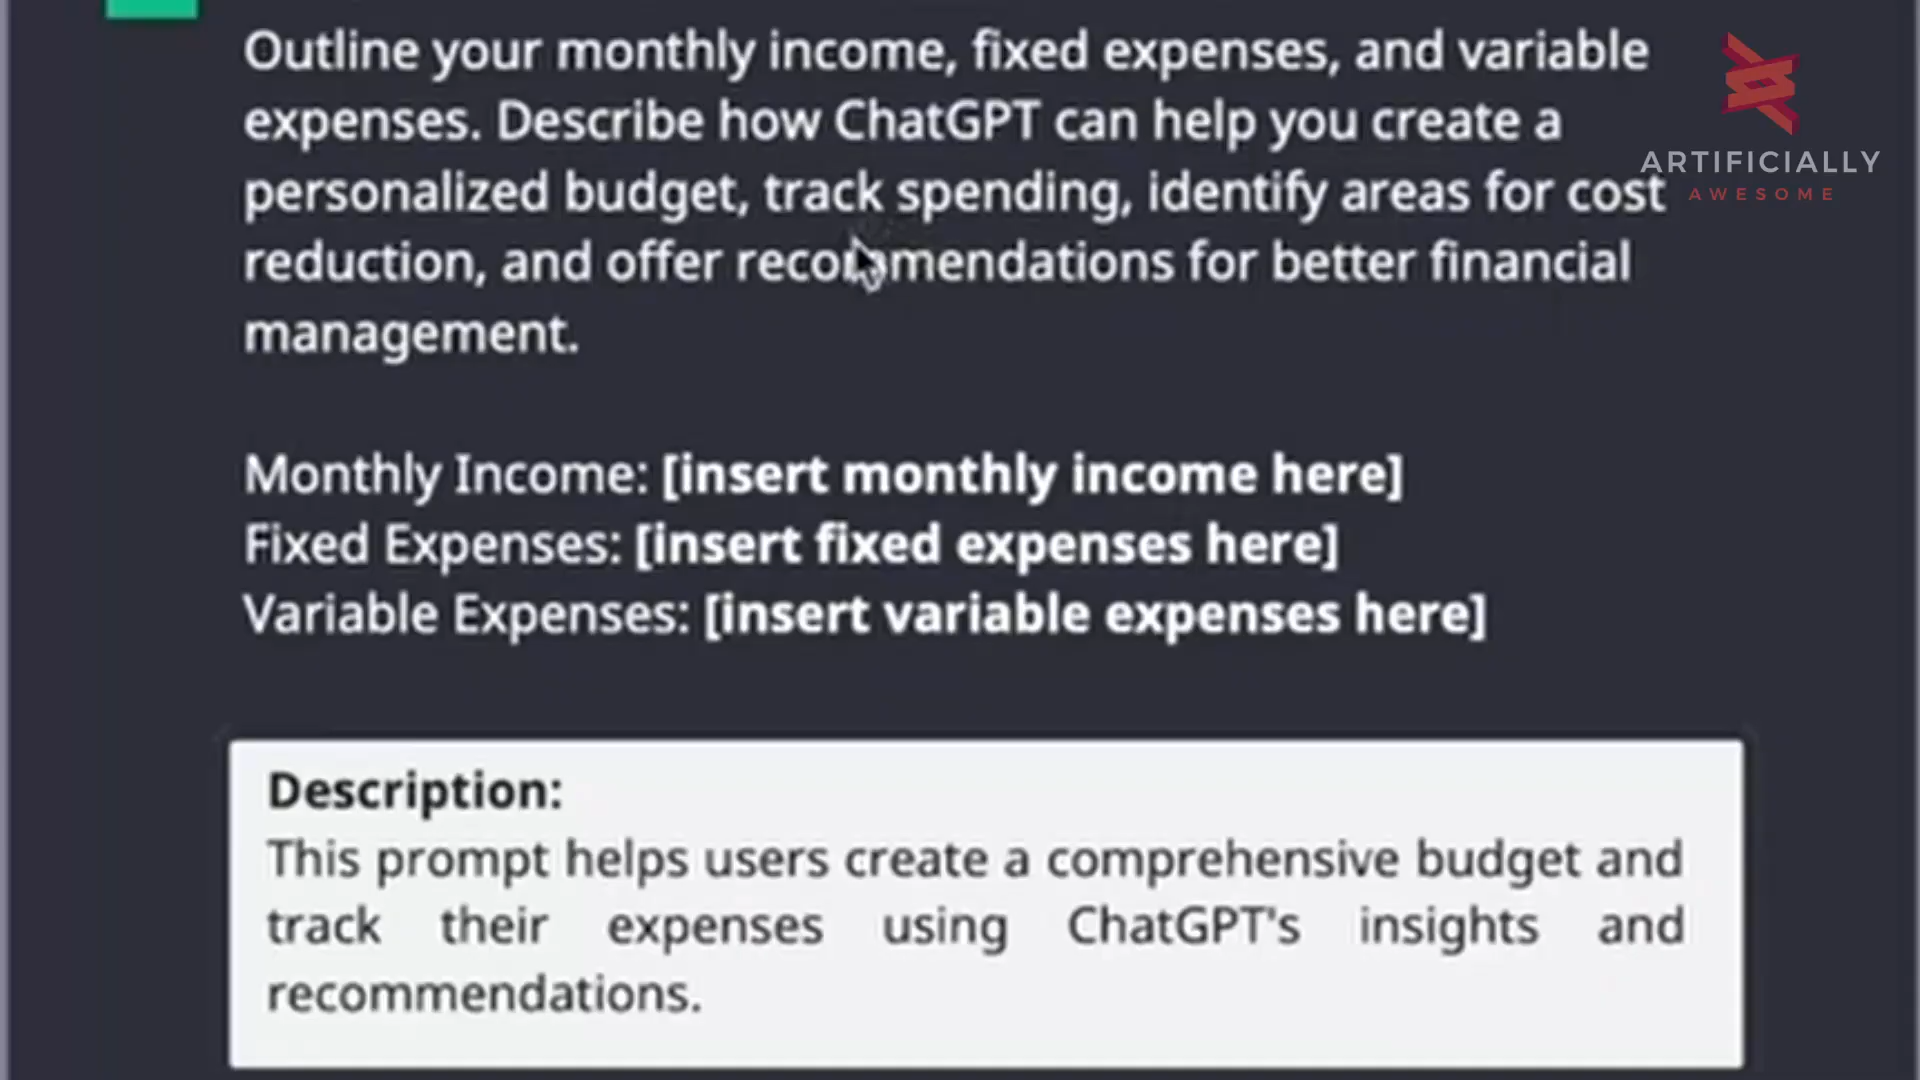 Outline your monthly income, fixed expenses, and variable
expenses. Describe how ChatGPT can help you create a
personalized budget, track spending, identify areas for cost
reduction, and offer recommendations for better financial
management.
ARTIFICIALLY
AWESOME
Monthly Income: [insert monthly income here]
Fixed Expenses: [insert fixed expenses here]
Variable Expenses: [insert variable expenses here]
Description:
This prompt helps users create a comprehensive budget and
track their expenses using ChatGPT's insights and
recommendations.